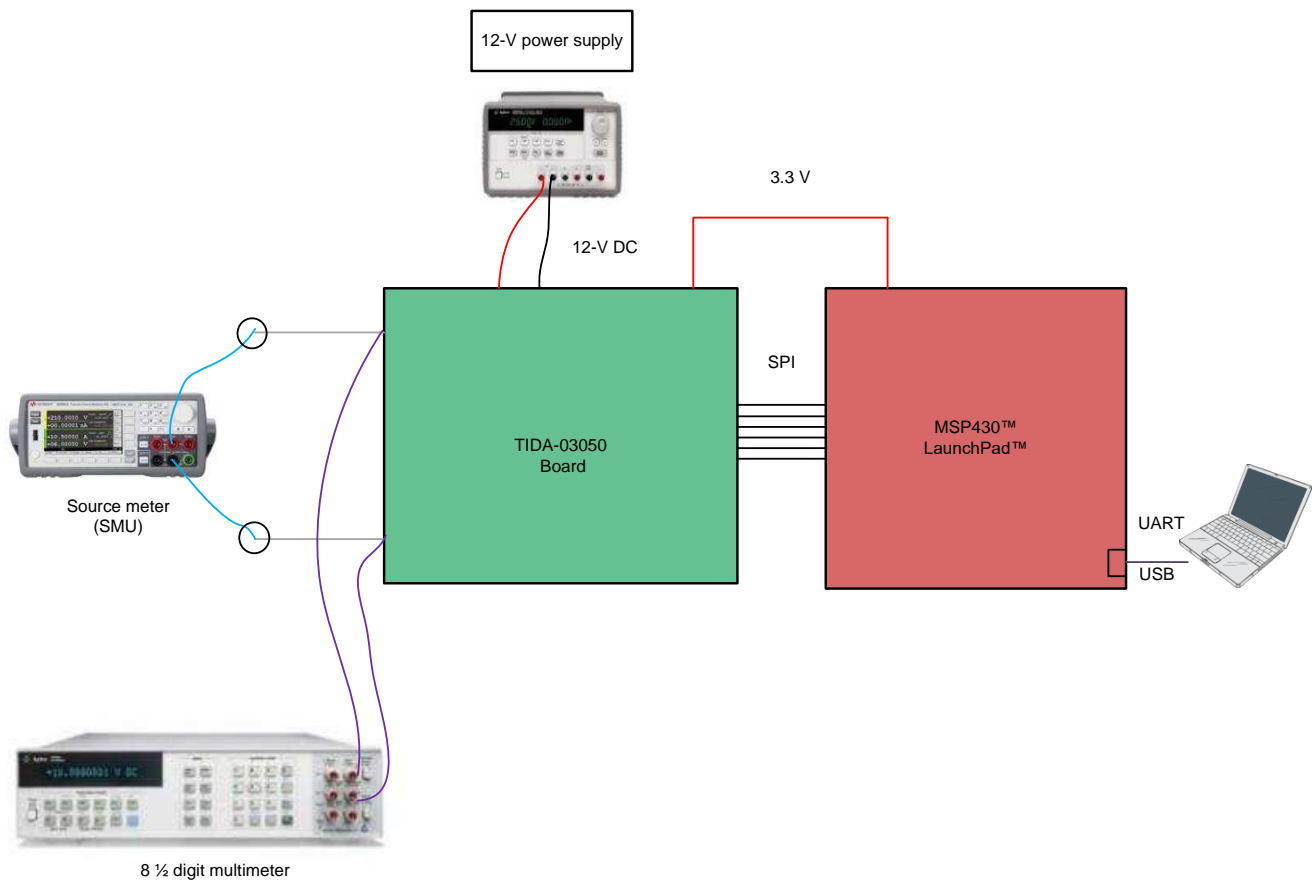 12-V power supply
3.3 V
12-V DC
SPI
TIDA-03050
Board
MSP430™
LaunchPad™
Source meter
(SMU)
UART
USB
8 ½ digit multimeter